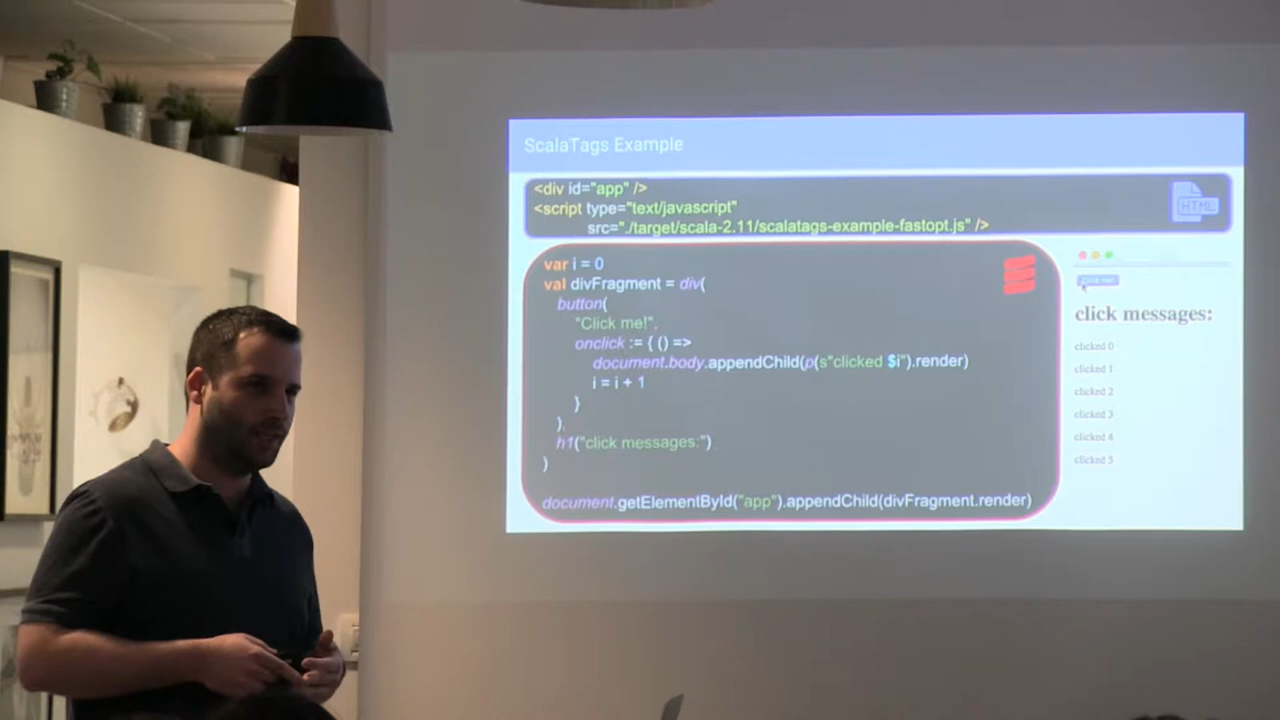 ScalaTags Example
<div id="app" />
<script type="text/javascript"
src="./target/scala-2.11/scalatags-example-fastopt.js" />
HTML
var i = 0
val divFragment = div(
button(
"Click me!",
onclick := { () =>
document.body.appendChild(p(s"clicked $i").render)
i = i + 1
}
),
h1("click messages:")
)
document.getElementById("app").appendChild(divFragment.render)
Click me!
click messages:
clicked 0
clicked 1
clicked 2
clicked 3
clicked 4
clicked 5